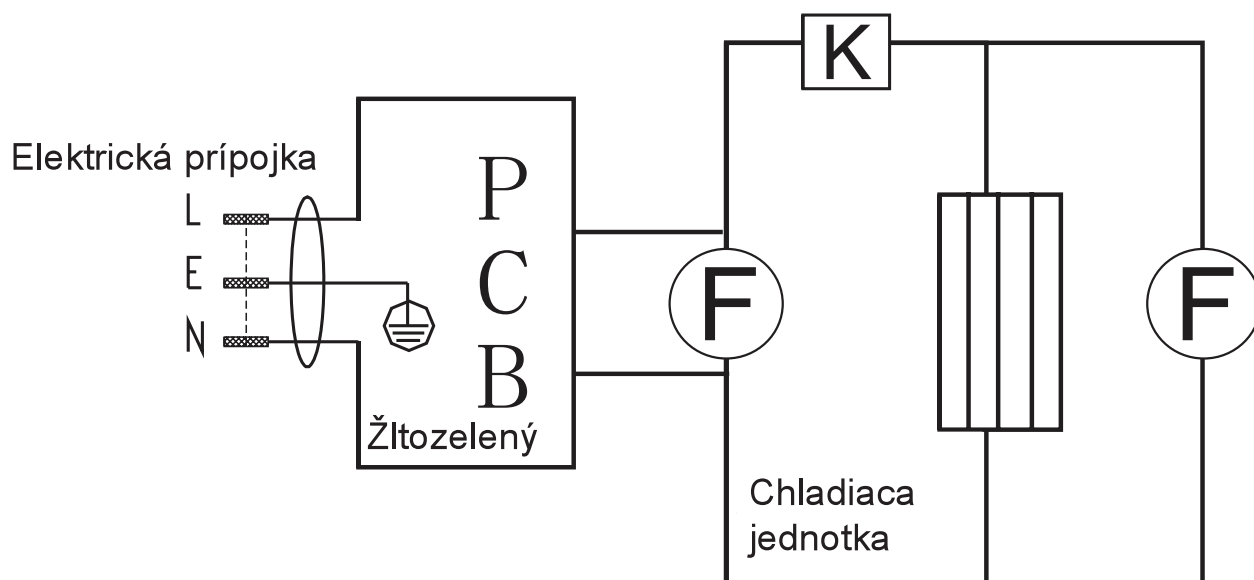 Elektrická prípojka
L
E
N
P
C
B
Žltozelený
K
F
F
Chladiaca
jednotka